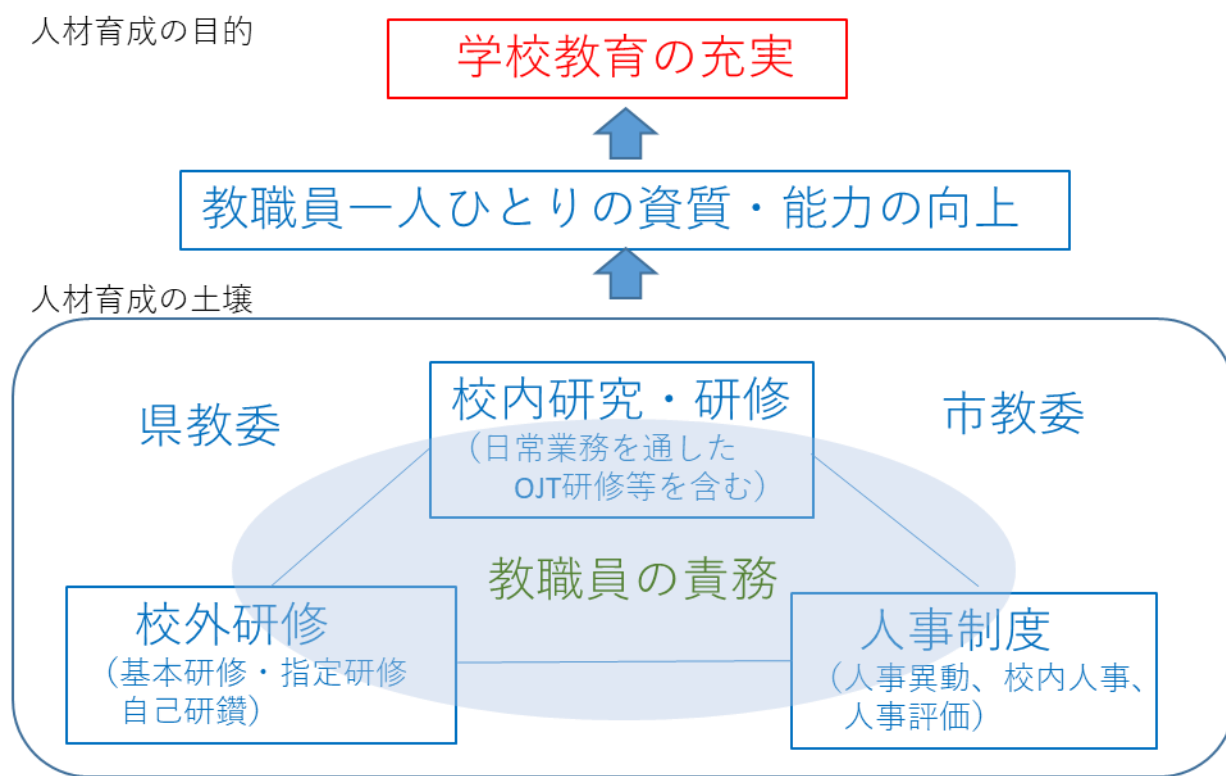 人材育成の目的
学校教育の充実
教職員一人ひとりの資質・能力の向上
人材育成の土壌
県教委
校内研究・研修
（日常業務を通した
OJT研修等を含む）
市教委
教職員の責務
校外研修
（基本研修・指定研修
自己研鑽）
人事制度
（人事異動、校内人事、
人事評価）